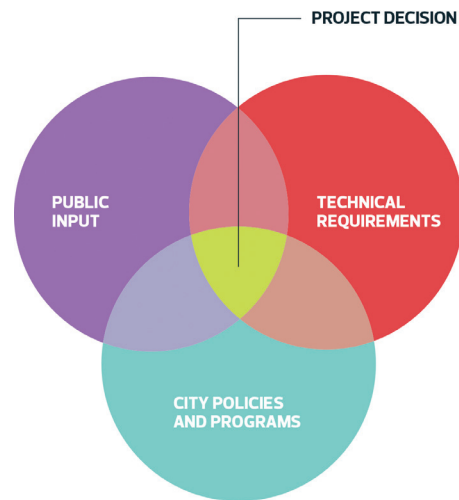 PROJECT DECISION
PUBLIC
INPUT
TECHNICAL
REQUIREMENTS
CITY POLICIES
AND PROGRAMS